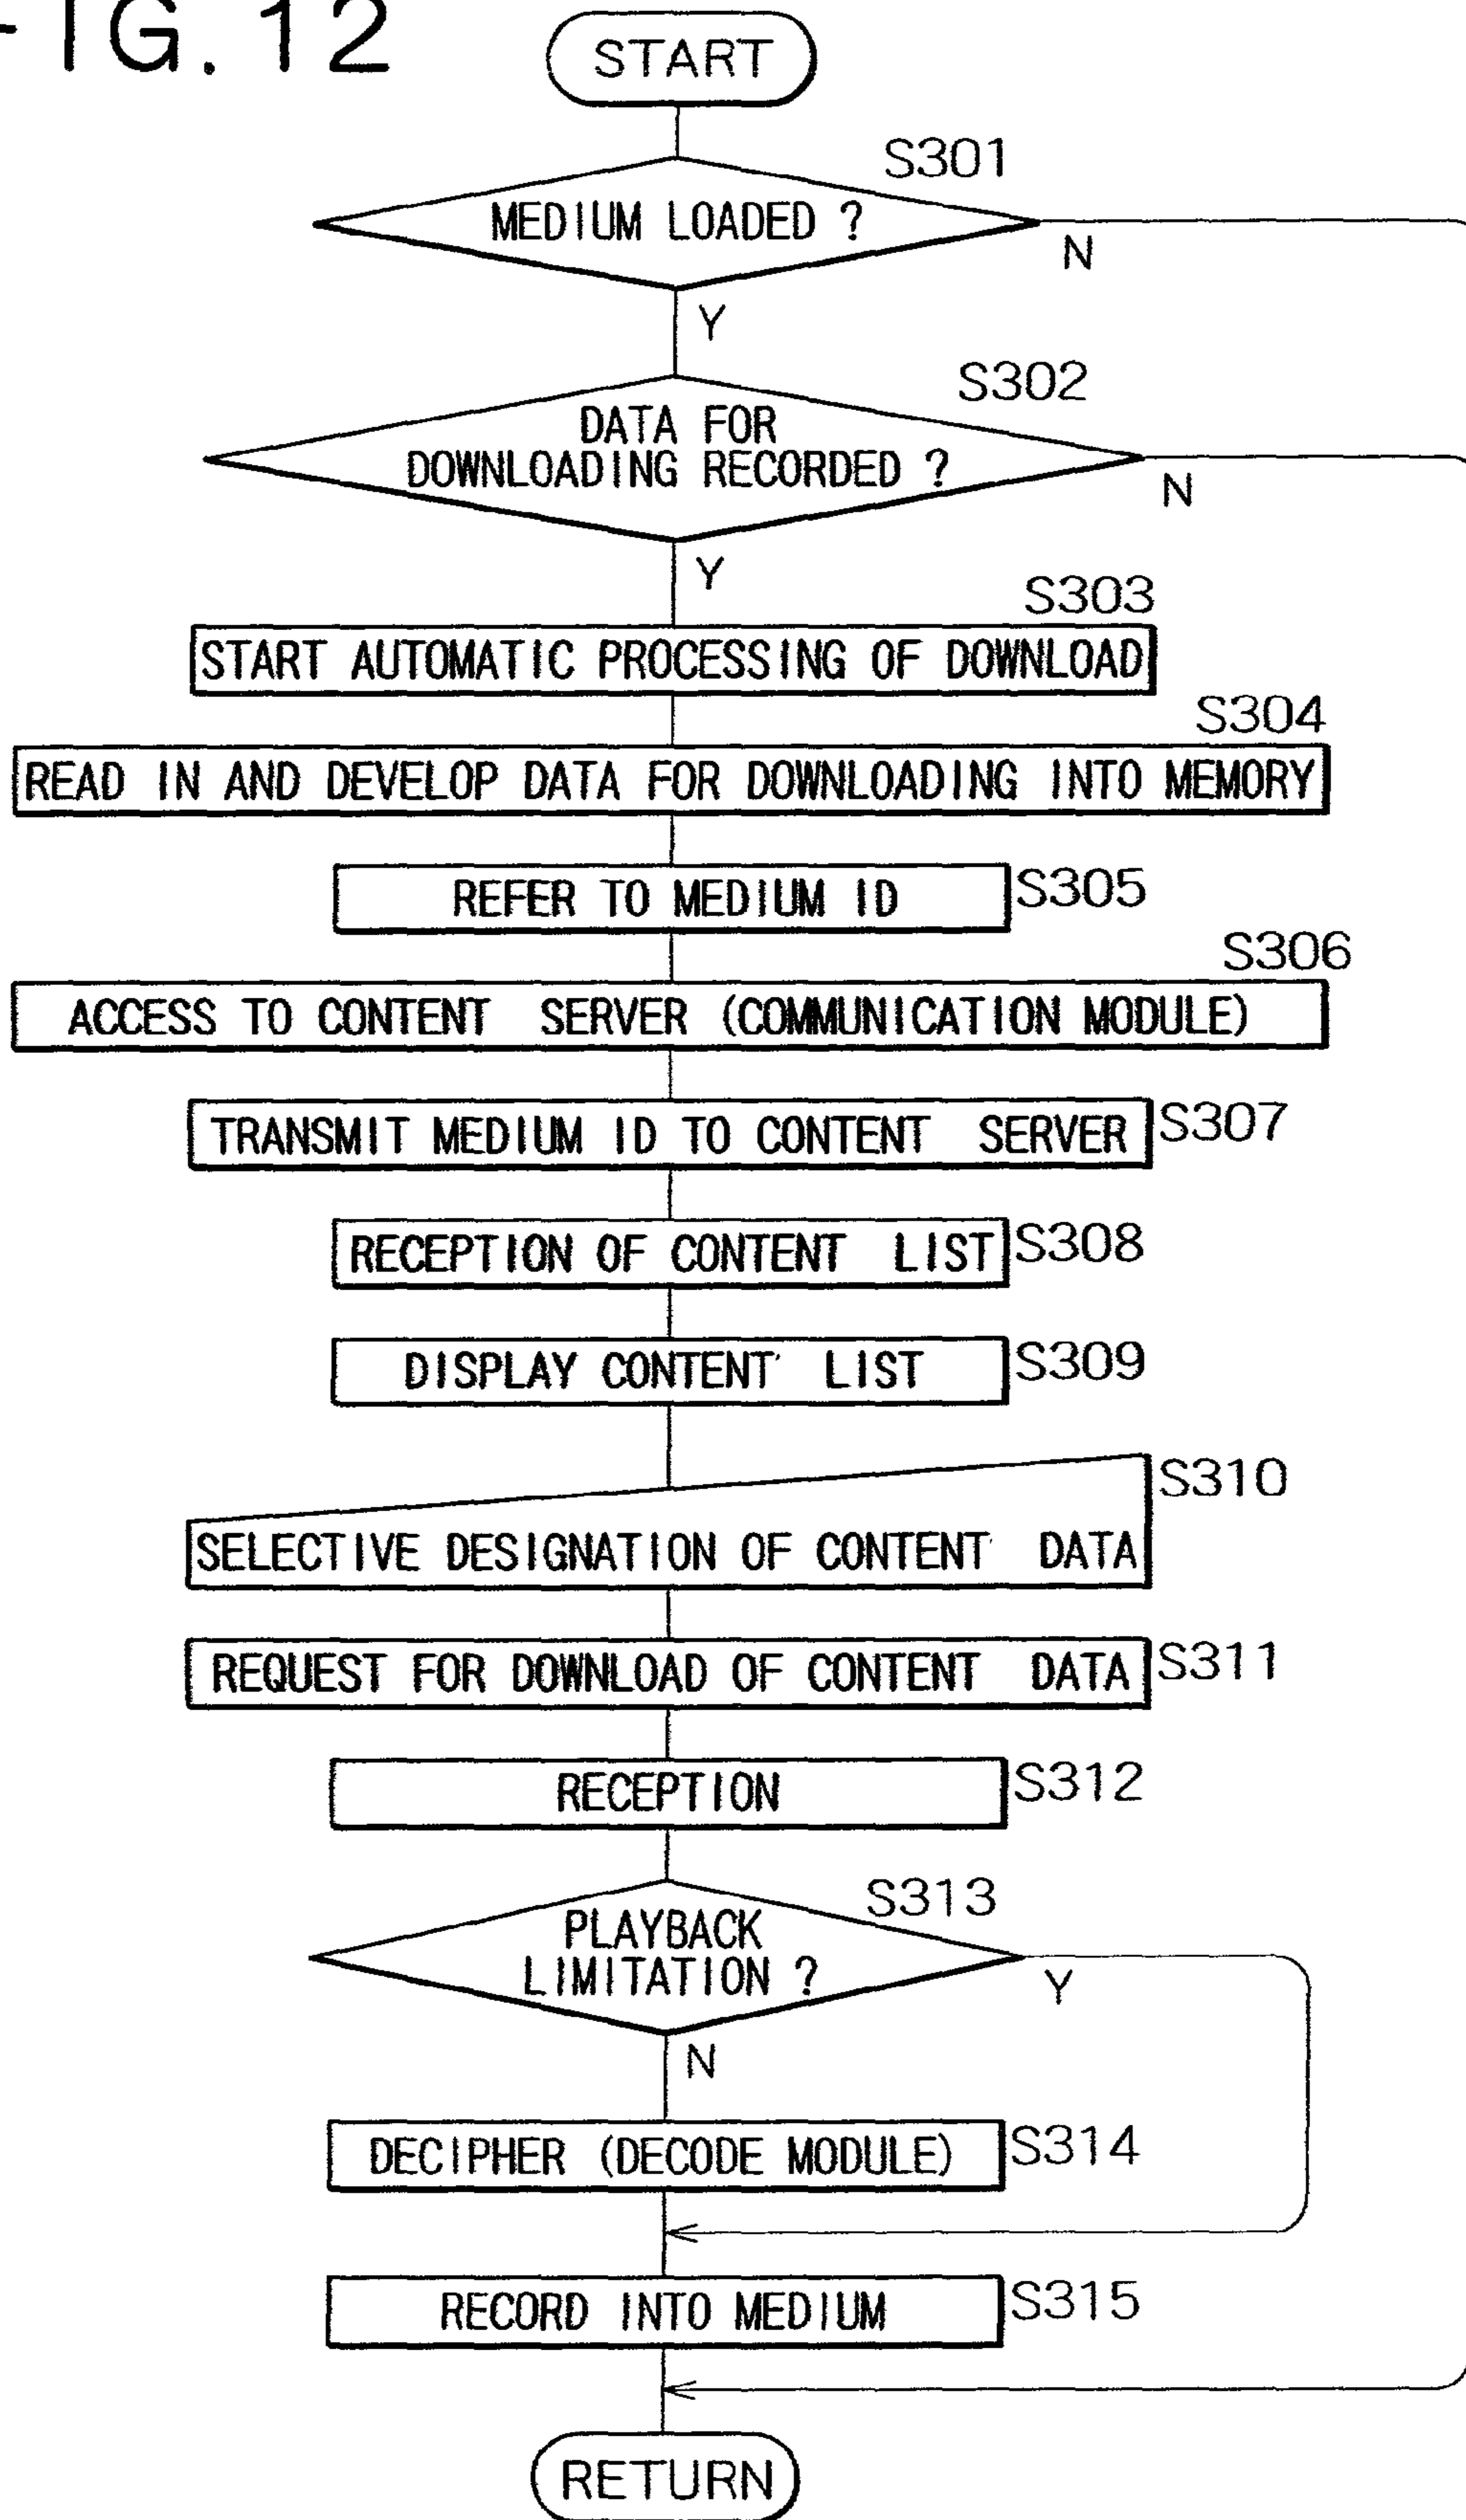 FIG.12
START
S301
MEDIUM LOADED ?
N
Y
S302
DATA FOR
DOWNLOADING RECORDED ?
N
Y
S303
START AUTOMATIC PROCESSING OF DOWNLOAD
S304
READ IN AND DEVELOP DATA FOR DOWNLOADING INTO MEMORY
REFER TO MEDIUM ID S305
S306
ACCESS TO CONTENT SERVER (COMMUNICATION MODULE)
TRANSMIT MEDIUM ID TO CONTENT SERVER S307
RECEPTION OF CONTENT LIST S308
DISPLAY CONTENT LIST S309
S310
SELECTIVE DESIGNATION OF CONTENT DATA
REQUEST FOR DOWNLOAD OF CONTENT DATA S311
RECEPTION S312
S313
PLAYBACK
LIMITATION ?
Y
N
DECIPHER (DECODE MODULE) S314
RECORD INTO MEDIUM S315
RETURN